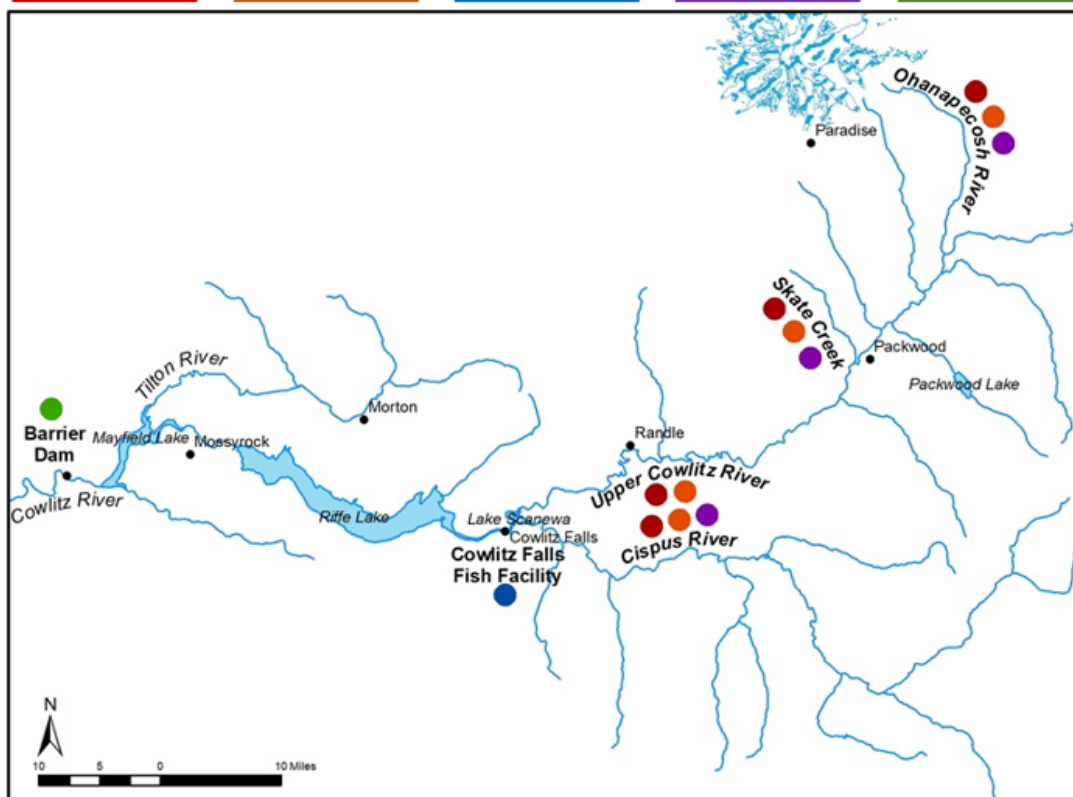 Ohanapecosh River
Paradise
Skate Creek
Packwood
Packwood Lake
Tilton River
Morton
Barrier
Dam
Mayfield Lake
Mossyrock
Randle
Cowlitz River
Upper Cowlitz River
Riffe Lake
Lake Scanewa
Cowlitz Falls
Cispus River
Cowlitz Falls
Fish Facility
N
10 5 0 10 Miles